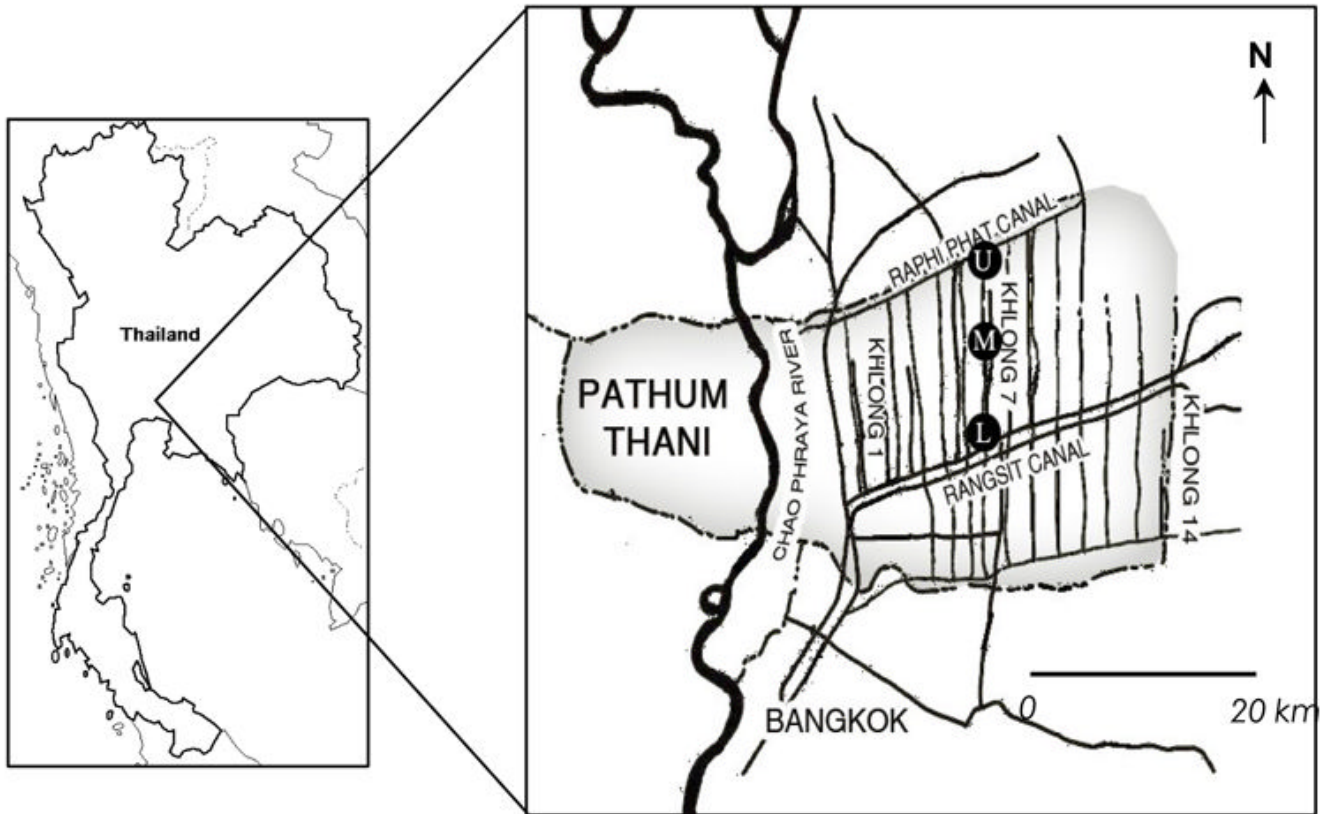 Thailand
N
RAPHI PHAT CANAL
U
M
L
KHLONG 7
KHLONG 1
PATHUM
THANI
CHAO PHRAYA RIVER
RANGSIT CANAL
KHLONG 14
BANGKOK
0 20 km